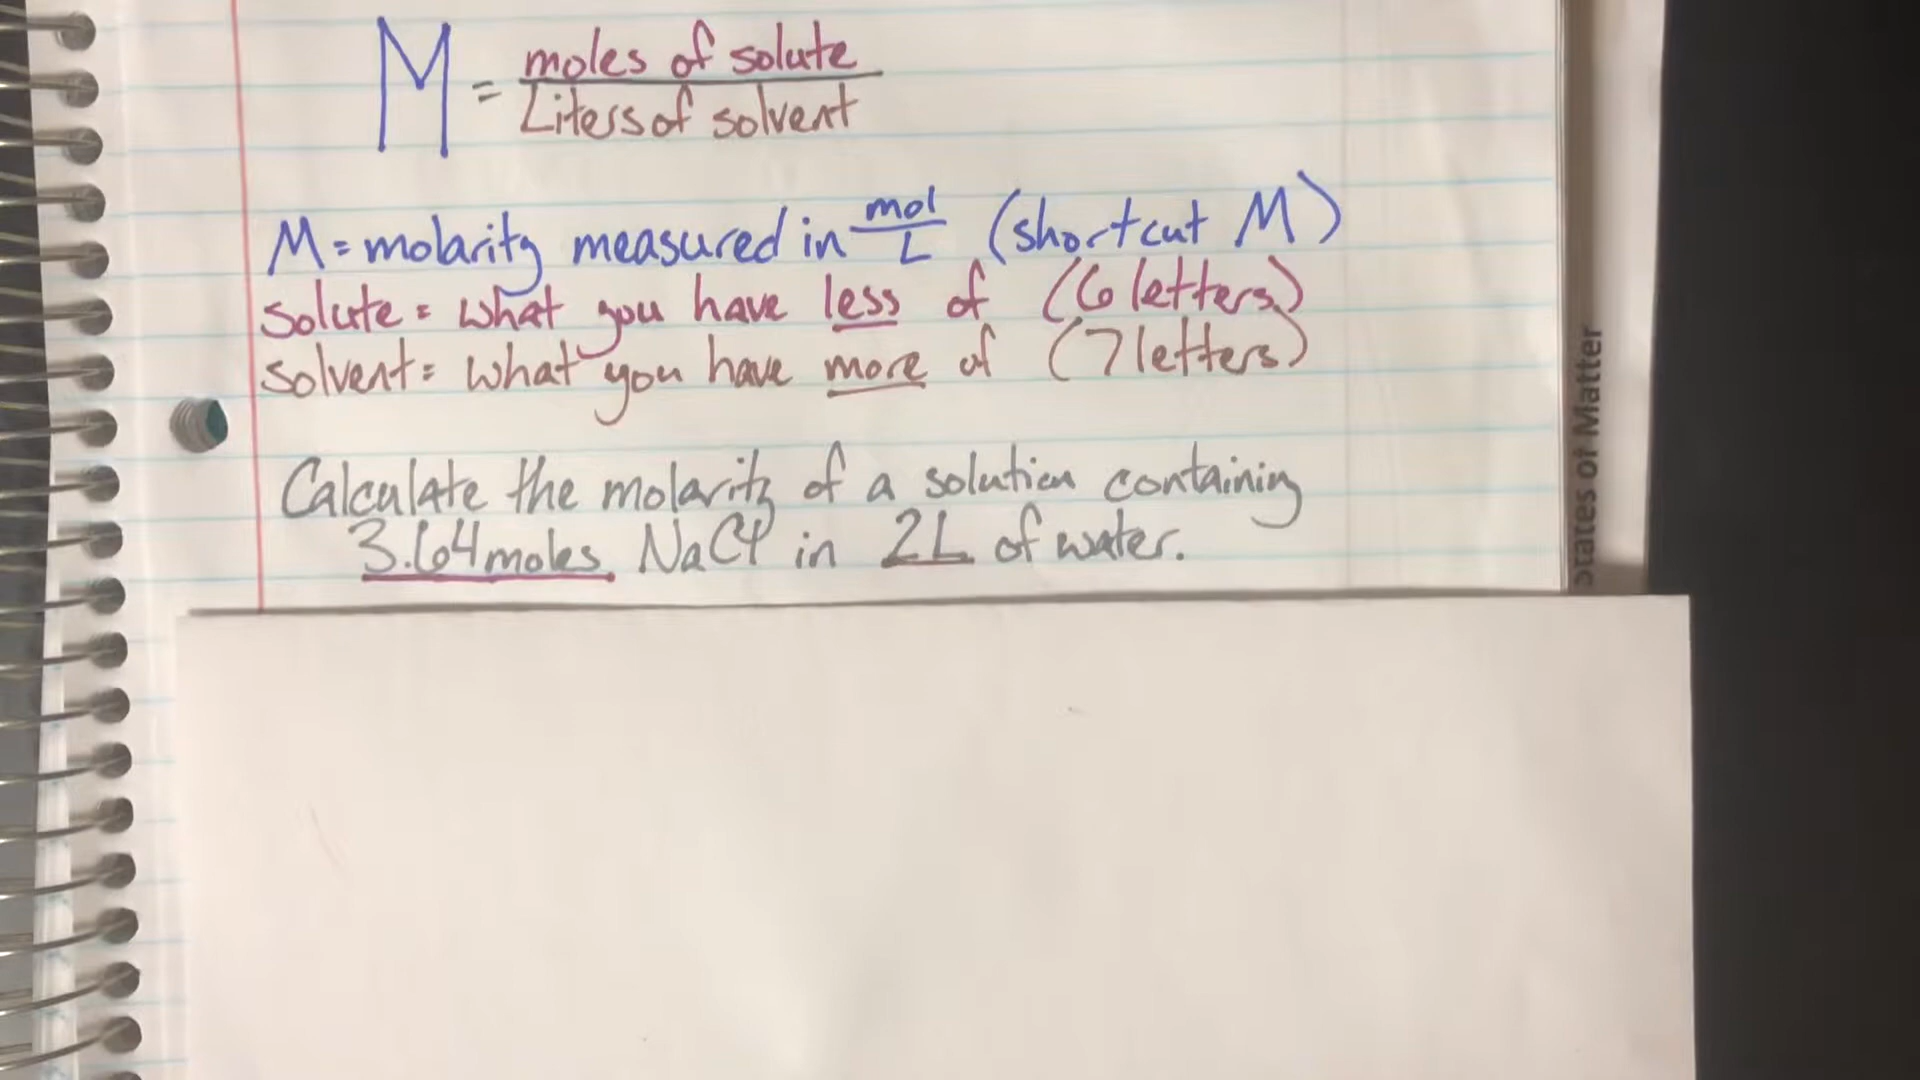 M = moles of solute
Liters of solvent
M = molarity measured in mol/L (shortcut M)
solute = what you have less of (6 letters)
solvent = what you have more of (7 letters)
Calculate the molarity of a solution containing
3.64 moles NaCl in 2L of water.
States of Matter